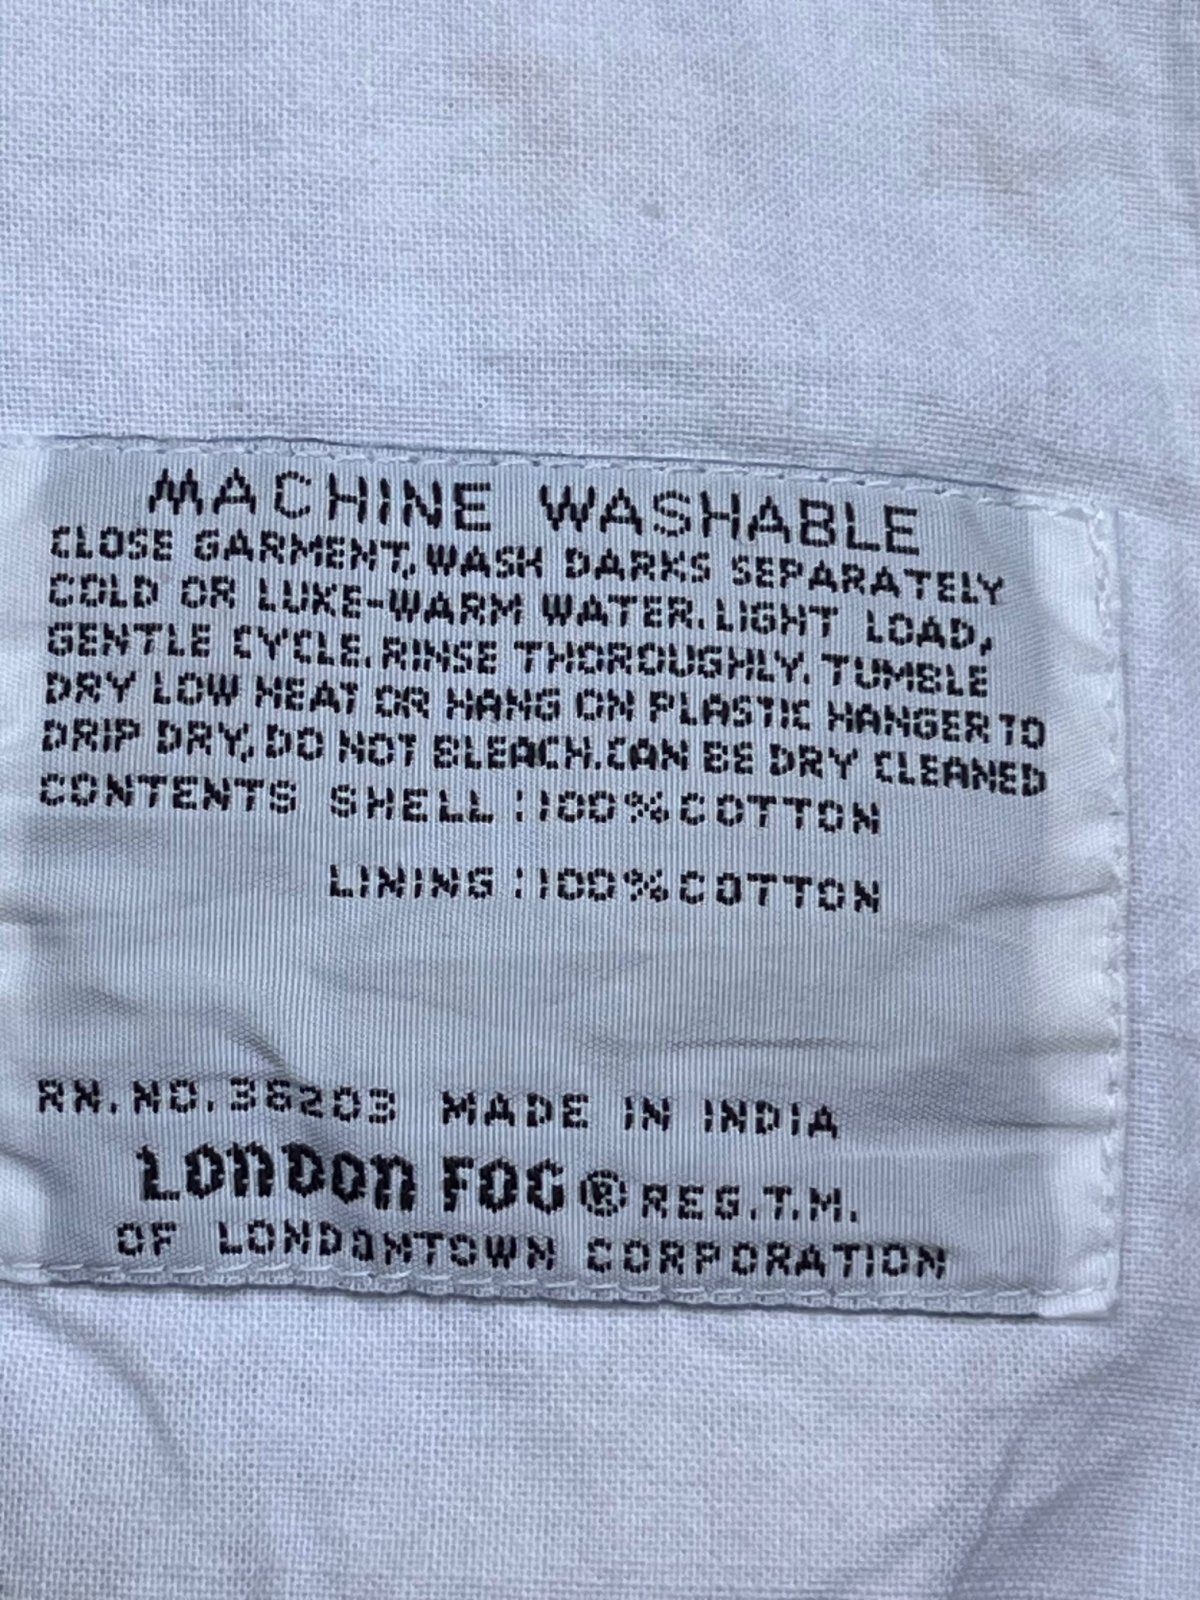 MACHINE WASHABLE
CLOSE GARMENT, WASH DARKS SEPARATELY
COLD OR LUKE-WARM WATER. LIGHT LOAD,
GENTLE CYCLE. RINSE THOROUGHLY. TUMBLE
DRY LOW HEAT OR HANG ON PLASTIC HANGER TO
DRIP DRY, DO NOT BLEACH. CAN BE DRY CLEANED
CONTENTS SHELL : 100% COTTON
LINING : 100% COTTON
RN. NO. 36203 MADE IN INDIA
LONDON FOG ® REG. T.M.
OF LONDONTOWN CORPORATION